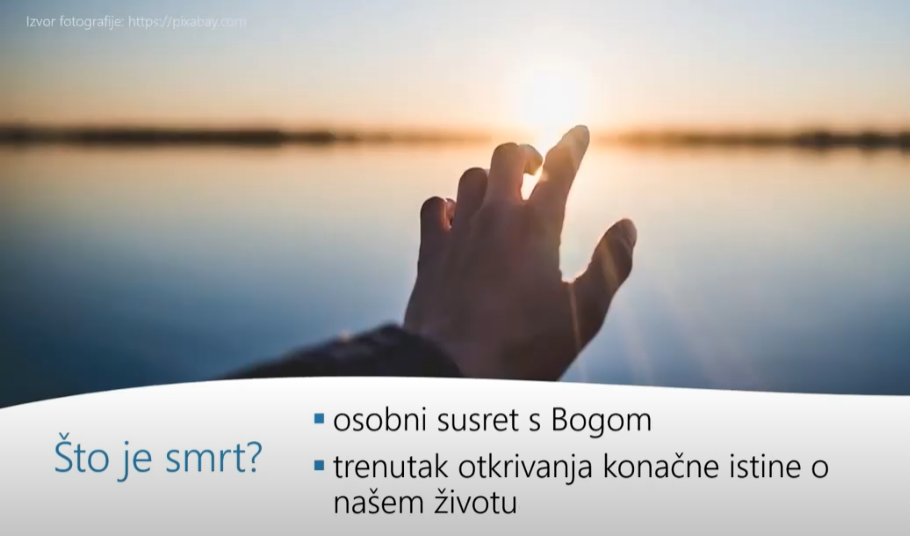 Izvor fotografije: https://pixabay.com
Što je smrt?
▪ osobni susret s Bogom
▪ trenutak otkrivanja konačne istine o
našem životu